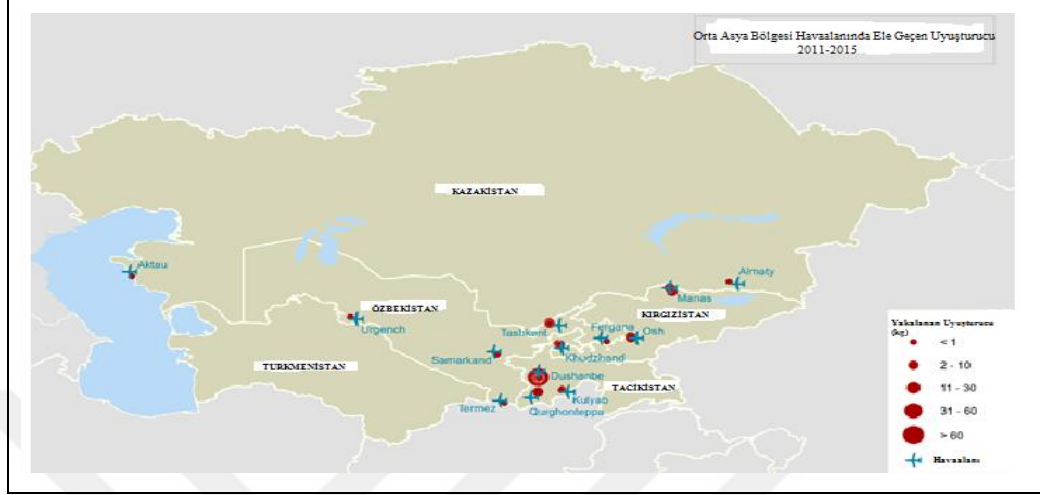 Orta Asya Bölgesi Havaalanında Ele Geçen Uyuşturucu
2011-2015
KAZAKİSTAN
Aktau
Almaty
Manas
ÖZBEKİSTAN
Urgench
KIRGIZİSTAN
Tashkent
Fergana
Osh
Khudzhand
Samarkand
TURKMENİSTAN
Dushanbe
TACİKİSTAN
Kulyab
Termez
Qurghonteppa
Yakalanan Uyuşturucu
(kg)
< 1
2 - 10
11 - 30
31 - 60
> 60
Havaalanı